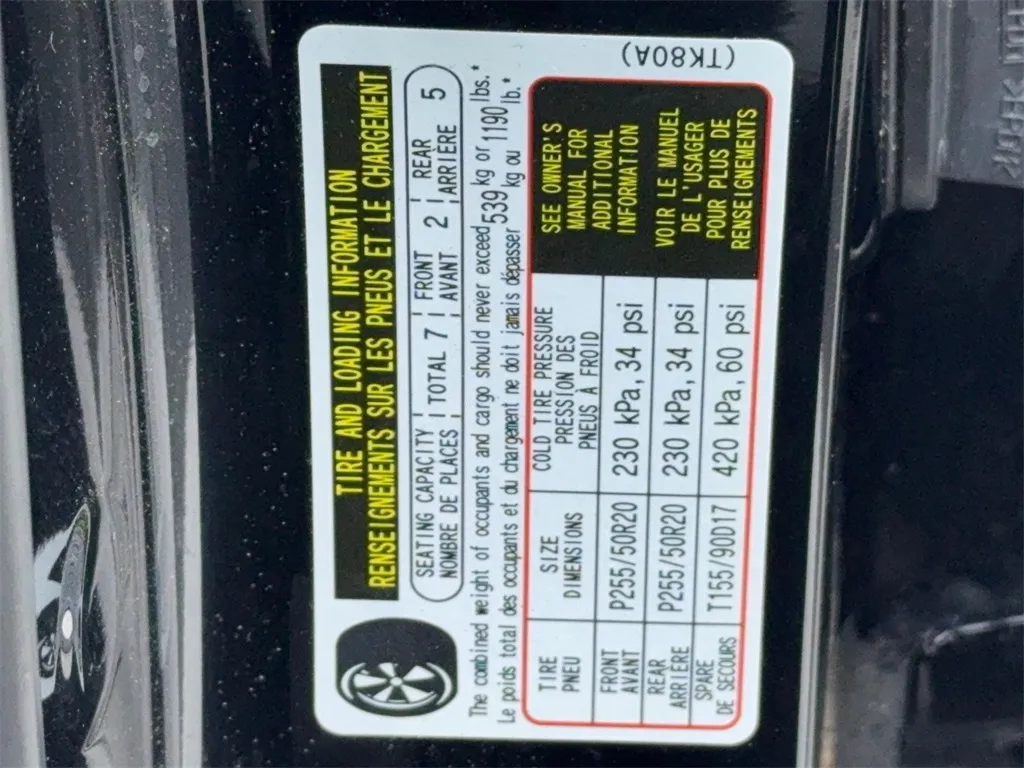 TIRE AND LOADING INFORMATION
RENSEIGNEMENTS SUR LES PNEUS ET LE CHARGEMENT
SEATING CAPACITY TOTAL 7 FRONT 2 REAR 5
NOMBRE DE PLACES AVANT ARRIERE
The combined weight of occupants and cargo should never exceed 539 kg or 1190 lbs.*
Le poids total des occupants et du chargement ne doit jamais dépasser kg ou lb.*
TIRE SIZE COLD TIRE PRESSURE
PNEU DIMENSIONS PRESSION DES
PNEUS À FROID
FRONT P255/50R20 230 kPa, 34 psi
AVANT
REAR P255/50R20 230 kPa, 34 psi
ARRIÈRE
SPARE T155/90D17 420 kPa, 60 psi
DE SECOURS
SEE OWNER'S
MANUAL FOR
ADDITIONAL
INFORMATION
VOIR LE MANUEL
DE L'USAGER
POUR PLUS DE
RENSEIGNEMENTS
(TK80A)